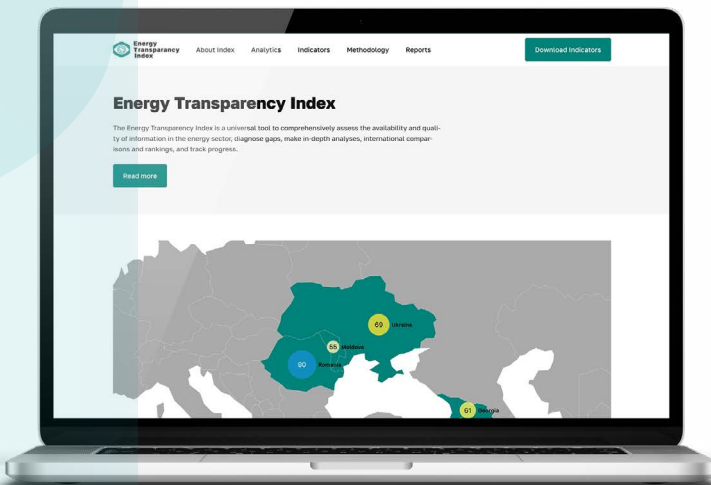 Energy
Transparency
Index
About Index
Analytics
Indicators
Methodology
Reports
Download Indicators
Energy Transparency Index
The Energy Transparency Index is a universal tool to comprehensively assess the availability and quali-
ty of information in the energy sector, diagnose gaps, make in-depth analyses, international compar-
isons and rankings, and track progress.
Read more
69 Ukraine
55 Moldova
90 Romania
61 Georgia